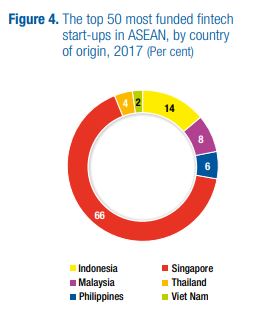 Figure 4. The top 50 most funded fintech
start-ups in ASEAN, by country
of origin, 2017 (Per cent)
4
2
14
8
6
66
Indonesia
Singapore
Malaysia
Thailand
Philippines
Viet Nam